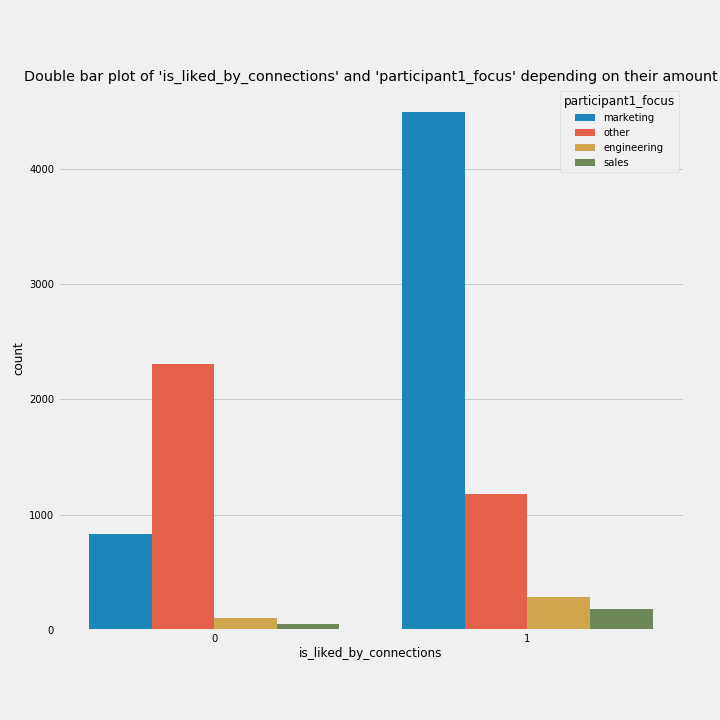 Double bar plot of 'is_liked_by_connections' and 'participant1_focus' depending on their amount
participant1_focus
marketing
other
engineering
sales
4000
3000
2000
1000
0
count
0 1
is_liked_by_connections